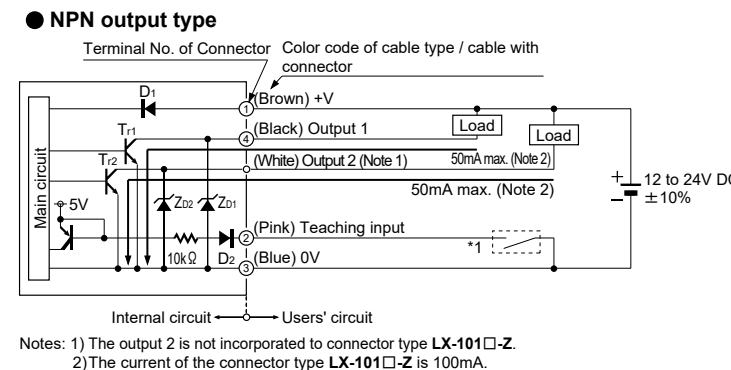 ● NPN output type
Terminal No. of Connector
Color code of cable type / cable with
connector
D1
1
(Brown) +V
Tr1
4
(Black) Output 1
Load
Load
Tr2
(White) Output 2 (Note 1)
50mA max. (Note 2)
50mA max. (Note 2)
Main circuit
5V
ZD2
ZD1
+
−
12 to 24V DC
±10%
2
(Pink) Teaching input
*1
10kΩ
D2
3
(Blue) 0V
Internal circuit
Users' circuit
Notes: 1) The output 2 is not incorporated to connector type LX-101□-Z.
2)The current of the connector type LX-101□-Z is 100mA.